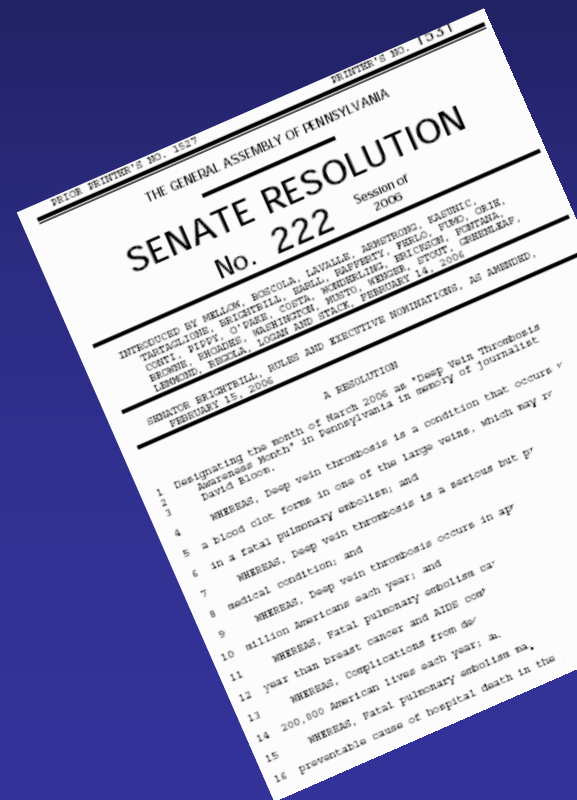 PRIOR PRINTER'S NO. 1527 PRINTER'S NO. 1531
THE GENERAL ASSEMBLY OF PENNSYLVANIA
SENATE RESOLUTION
No. 222 Session of
2006
INTRODUCED BY MELLOW, BOSCOLA, LAVALLE, ARMSTRONG, KASUNIC,
TARTAGLIONE, BRIGHTBILL, EARLL, RAFFERTY, FERLO, FUMO, ORIE,
CONTI, PIPPY, O'PAKE, COSTA, WONDERLING, ERICKSON, FONTANA,
BROWNE, RHOADES, WASHINGTON, MUSTO, WENGER, STOUT, GREENLEAF,
LEMMOND, REGOLA, LOGAN AND STACK, FEBRUARY 14, 2006
SENATOR BRIGHTBILL, RULES AND EXECUTIVE NOMINATIONS, AS AMENDED,
FEBRUARY 15, 2006
A RESOLUTION
1 Designating the month of March 2006 as "Deep Vein Thrombosis
2 Awareness Month" in Pennsylvania in memory of journalist
3 David Bloom.
4 WHEREAS, Deep vein thrombosis is a condition that occurs
5 a blood clot forms in one of the large veins, which may
6 in a fatal pulmonary embolism; and
7 WHEREAS, Deep vein thrombosis is a serious but
8 medical condition; and
9 WHEREAS, Deep vein thrombosis occurs in
10 million Americans each year; and
11 WHEREAS, Fatal pulmonary embolism
12 year than breast cancer and AIDS
13 WHEREAS, Complications from
14 200,000 American lives each year;
15 WHEREAS, Fatal pulmonary embolism
16 preventable cause of hospital death in the